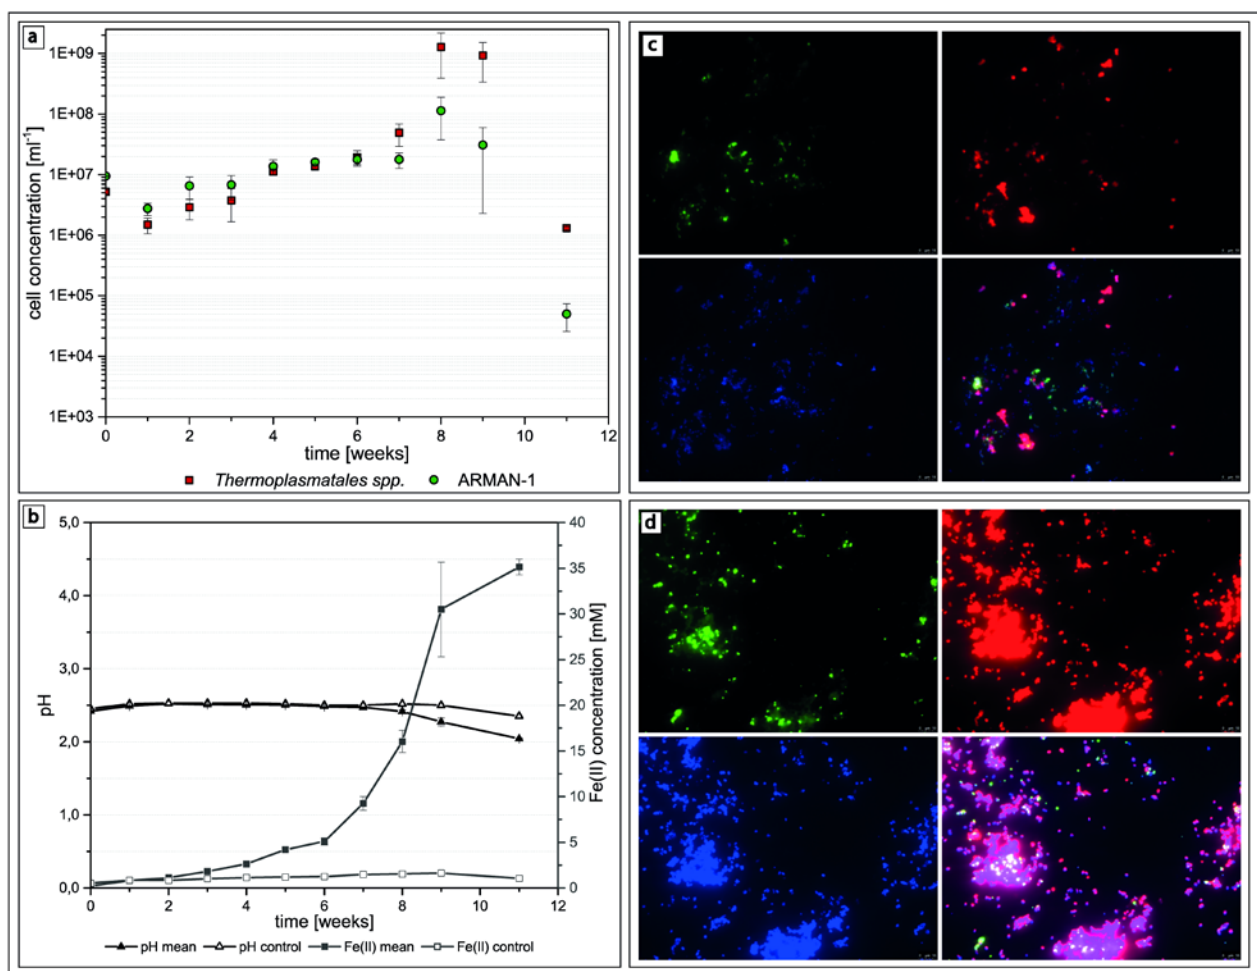 a
1E+09
1E+08
1E+07
1E+06
1E+05
1E+04
1E+03
cell concentration [ml⁻¹]
0 2 4 6 8 10 12
time [weeks]
Thermoplasmatales spp. ARMAN-1
b
5,0
4,0
3,0
2,0
1,0
0,0
pH
40
35
30
25
20
15
10
5
0
Fe(II) concentration [mM]
0 2 4 6 8 10 12
time [weeks]
pH mean pH control Fe(II) mean Fe(II) control
c
d